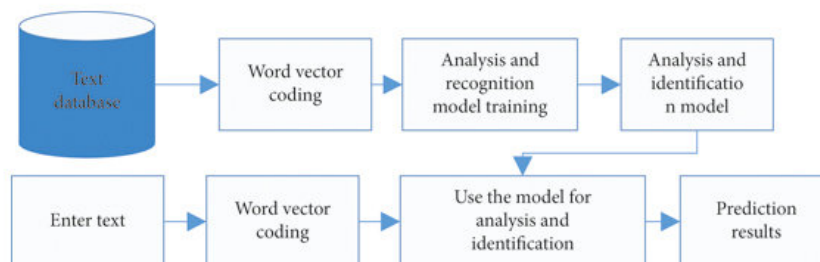 Text
database
Word vector
coding
Analysis and
recognition
model training
Analysis and
identificatio
n model
Enter text
Word vector
coding
Use the model for
analysis and
identification
Prediction
results